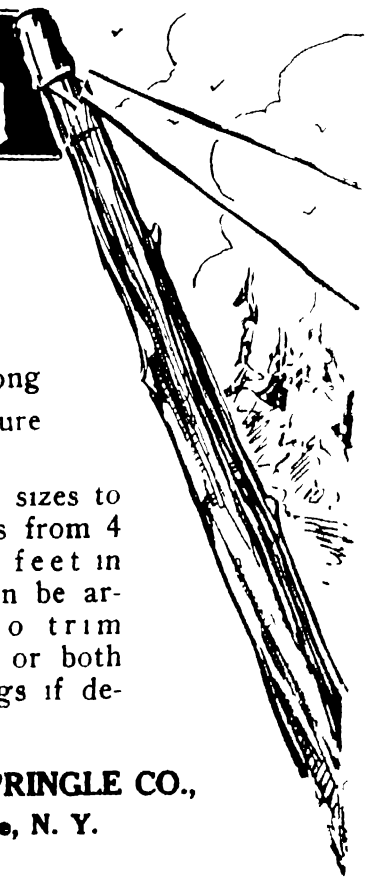 ong
ure
sizes to
s from 4
feet in
n be ar-
o trim
or both
gs if de-
PRINGLE CO.,
e, N. Y.